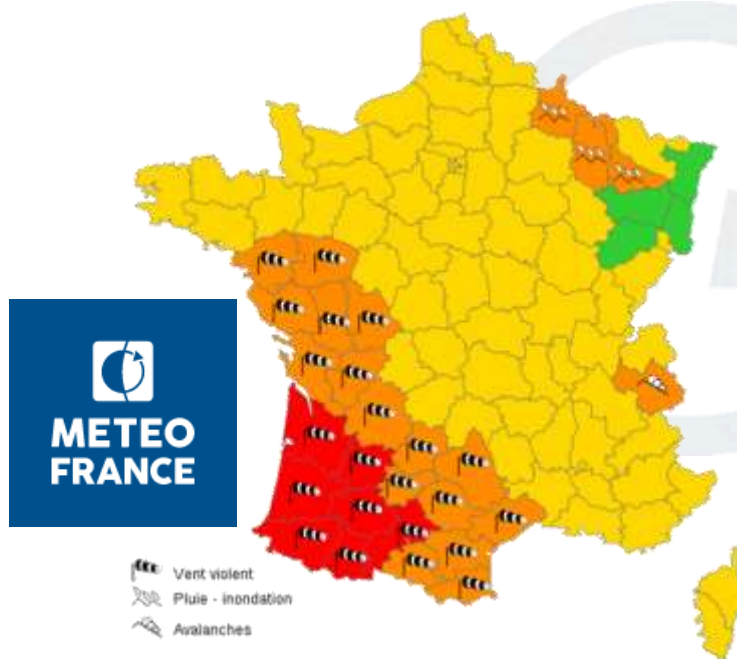 METEO
FRANCE
Vent violent
Pluie - inondation
Avalanches